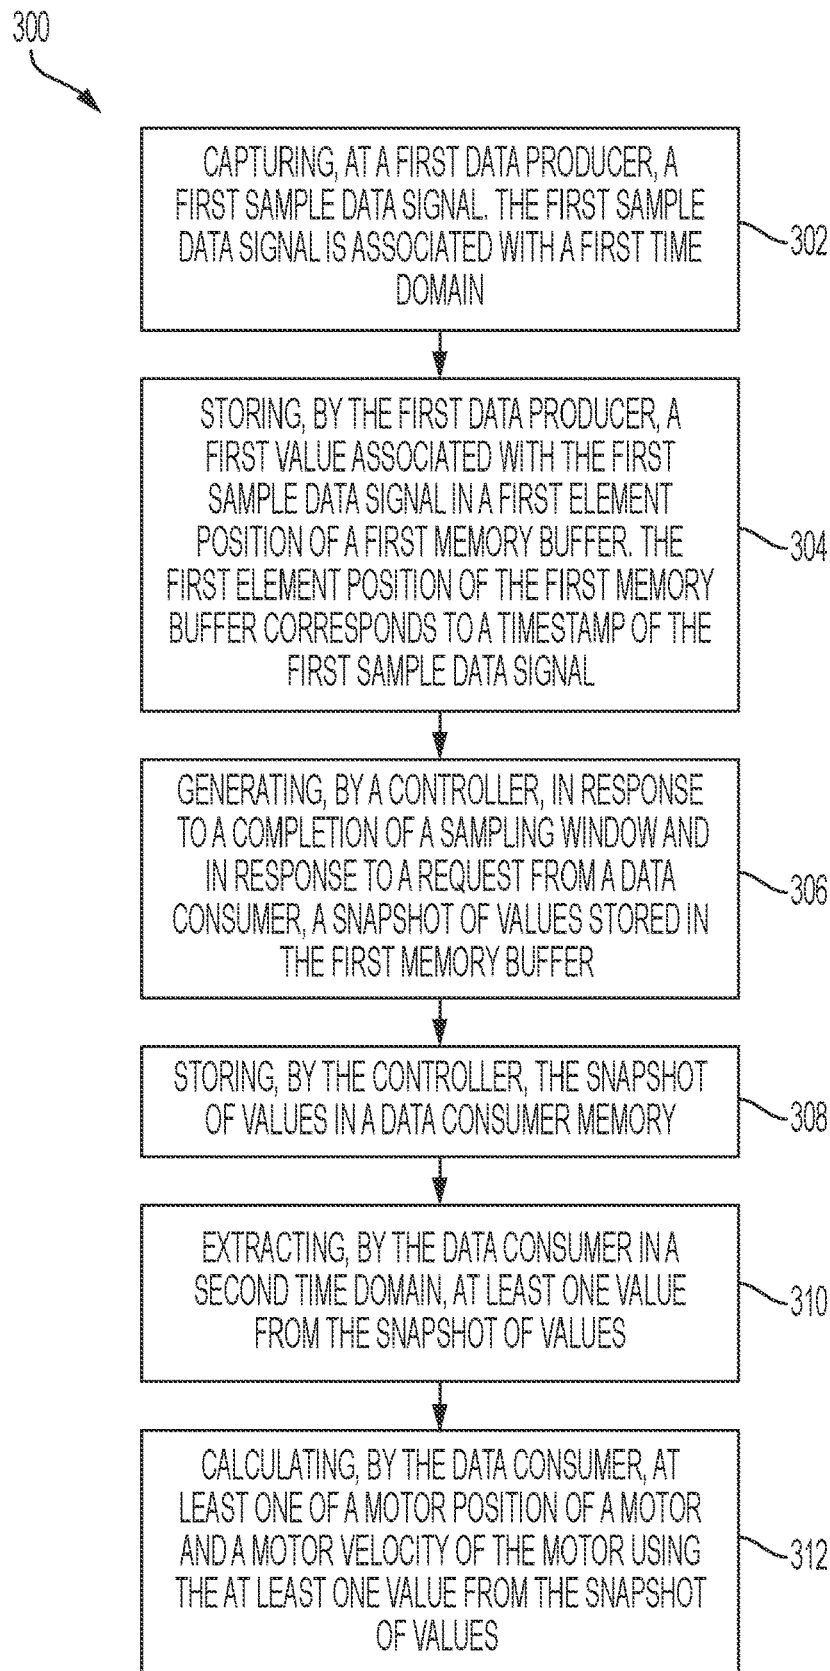 300
CAPTURING, AT A FIRST DATA PRODUCER, A
FIRST SAMPLE DATA SIGNAL. THE FIRST SAMPLE
DATA SIGNAL IS ASSOCIATED WITH A FIRST TIME
DOMAIN
302
STORING, BY THE FIRST DATA PRODUCER, A
FIRST VALUE ASSOCIATED WITH THE FIRST
SAMPLE DATA SIGNAL IN A FIRST ELEMENT
POSITION OF A FIRST MEMORY BUFFER. THE
FIRST ELEMENT POSITION OF THE FIRST MEMORY
BUFFER CORRESPONDS TO A TIMESTAMP OF THE
FIRST SAMPLE DATA SIGNAL
304
GENERATING, BY A CONTROLLER, IN RESPONSE
TO A COMPLETION OF A SAMPLING WINDOW AND
IN RESPONSE TO A REQUEST FROM A DATA
CONSUMER, A SNAPSHOT OF VALUES STORED IN
THE FIRST MEMORY BUFFER
306
STORING, BY THE CONTROLLER, THE SNAPSHOT
OF VALUES IN A DATA CONSUMER MEMORY
308
EXTRACTING, BY THE DATA CONSUMER IN A
SECOND TIME DOMAIN, AT LEAST ONE VALUE
FROM THE SNAPSHOT OF VALUES
310
CALCULATING, BY THE DATA CONSUMER, AT
LEAST ONE OF A MOTOR POSITION OF A MOTOR
AND A MOTOR VELOCITY OF THE MOTOR USING
THE AT LEAST ONE VALUE FROM THE SNAPSHOT
OF VALUES
312